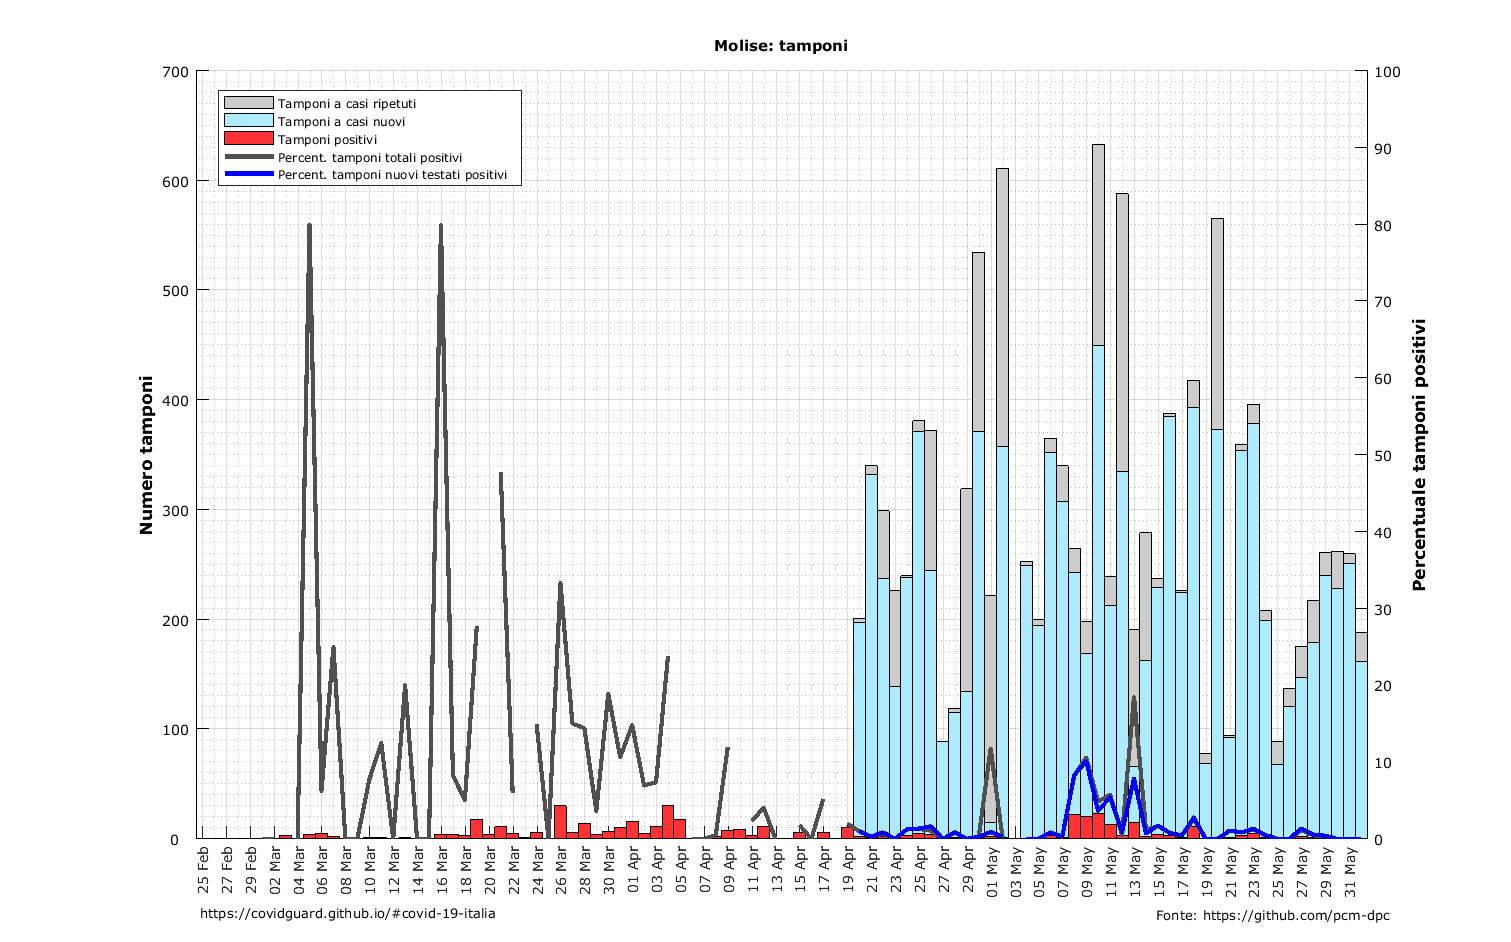 Molise: tamponi
Tamponi a casi ripetuti
Tamponi a casi nuovi
Tamponi positivi
Percent. tamponi totali positivi
Percent. tamponi nuovi testati positivi
Numero tamponi
700
600
500
400
300
200
100
0
Percentuale tamponi positivi
100
90
80
70
60
50
40
30
20
10
0
25 Feb
27 Feb
29 Feb
02 Mar
04 Mar
06 Mar
08 Mar
10 Mar
12 Mar
14 Mar
16 Mar
18 Mar
20 Mar
22 Mar
24 Mar
26 Mar
28 Mar
30 Mar
01 Apr
03 Apr
05 Apr
07 Apr
09 Apr
11 Apr
13 Apr
15 Apr
17 Apr
19 Apr
21 Apr
23 Apr
25 Apr
27 Apr
29 Apr
01 May
03 May
05 May
07 May
09 May
11 May
13 May
15 May
17 May
19 May
21 May
23 May
25 May
27 May
29 May
31 May
https://covidguard.github.io/#covid-19-italia
Fonte: https://github.com/pcm-dpc